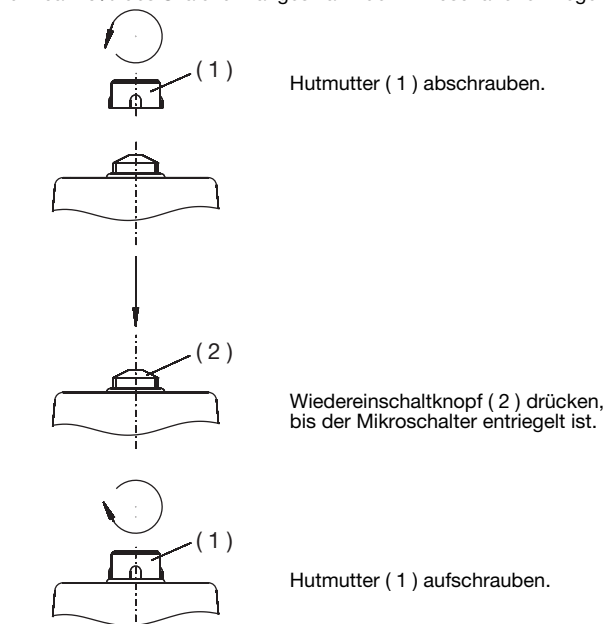 ( 1 )
Hutmutter ( 1 ) abschrauben.
( 2 )
Wiedereinschaltknopf ( 2 ) drücken,
bis der Mikroschalter entriegelt ist.
( 1 )
Hutmutter ( 1 ) aufschrauben.